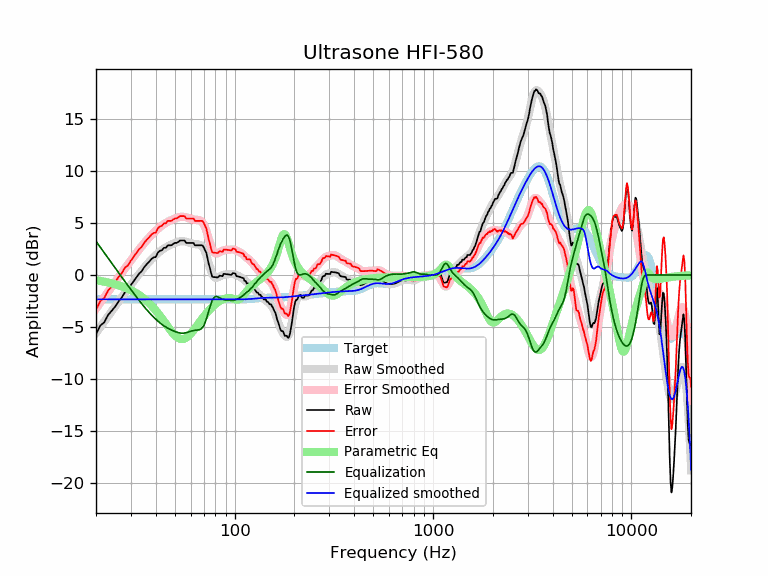 Ultrasone HFI-580
Amplitude (dBr)
15
10
5
0
−5
−10
−15
−20
Target
Raw Smoothed
Error Smoothed
Raw
Error
Parametric Eq
Equalization
Equalized smoothed
100
1000
10000
Frequency (Hz)